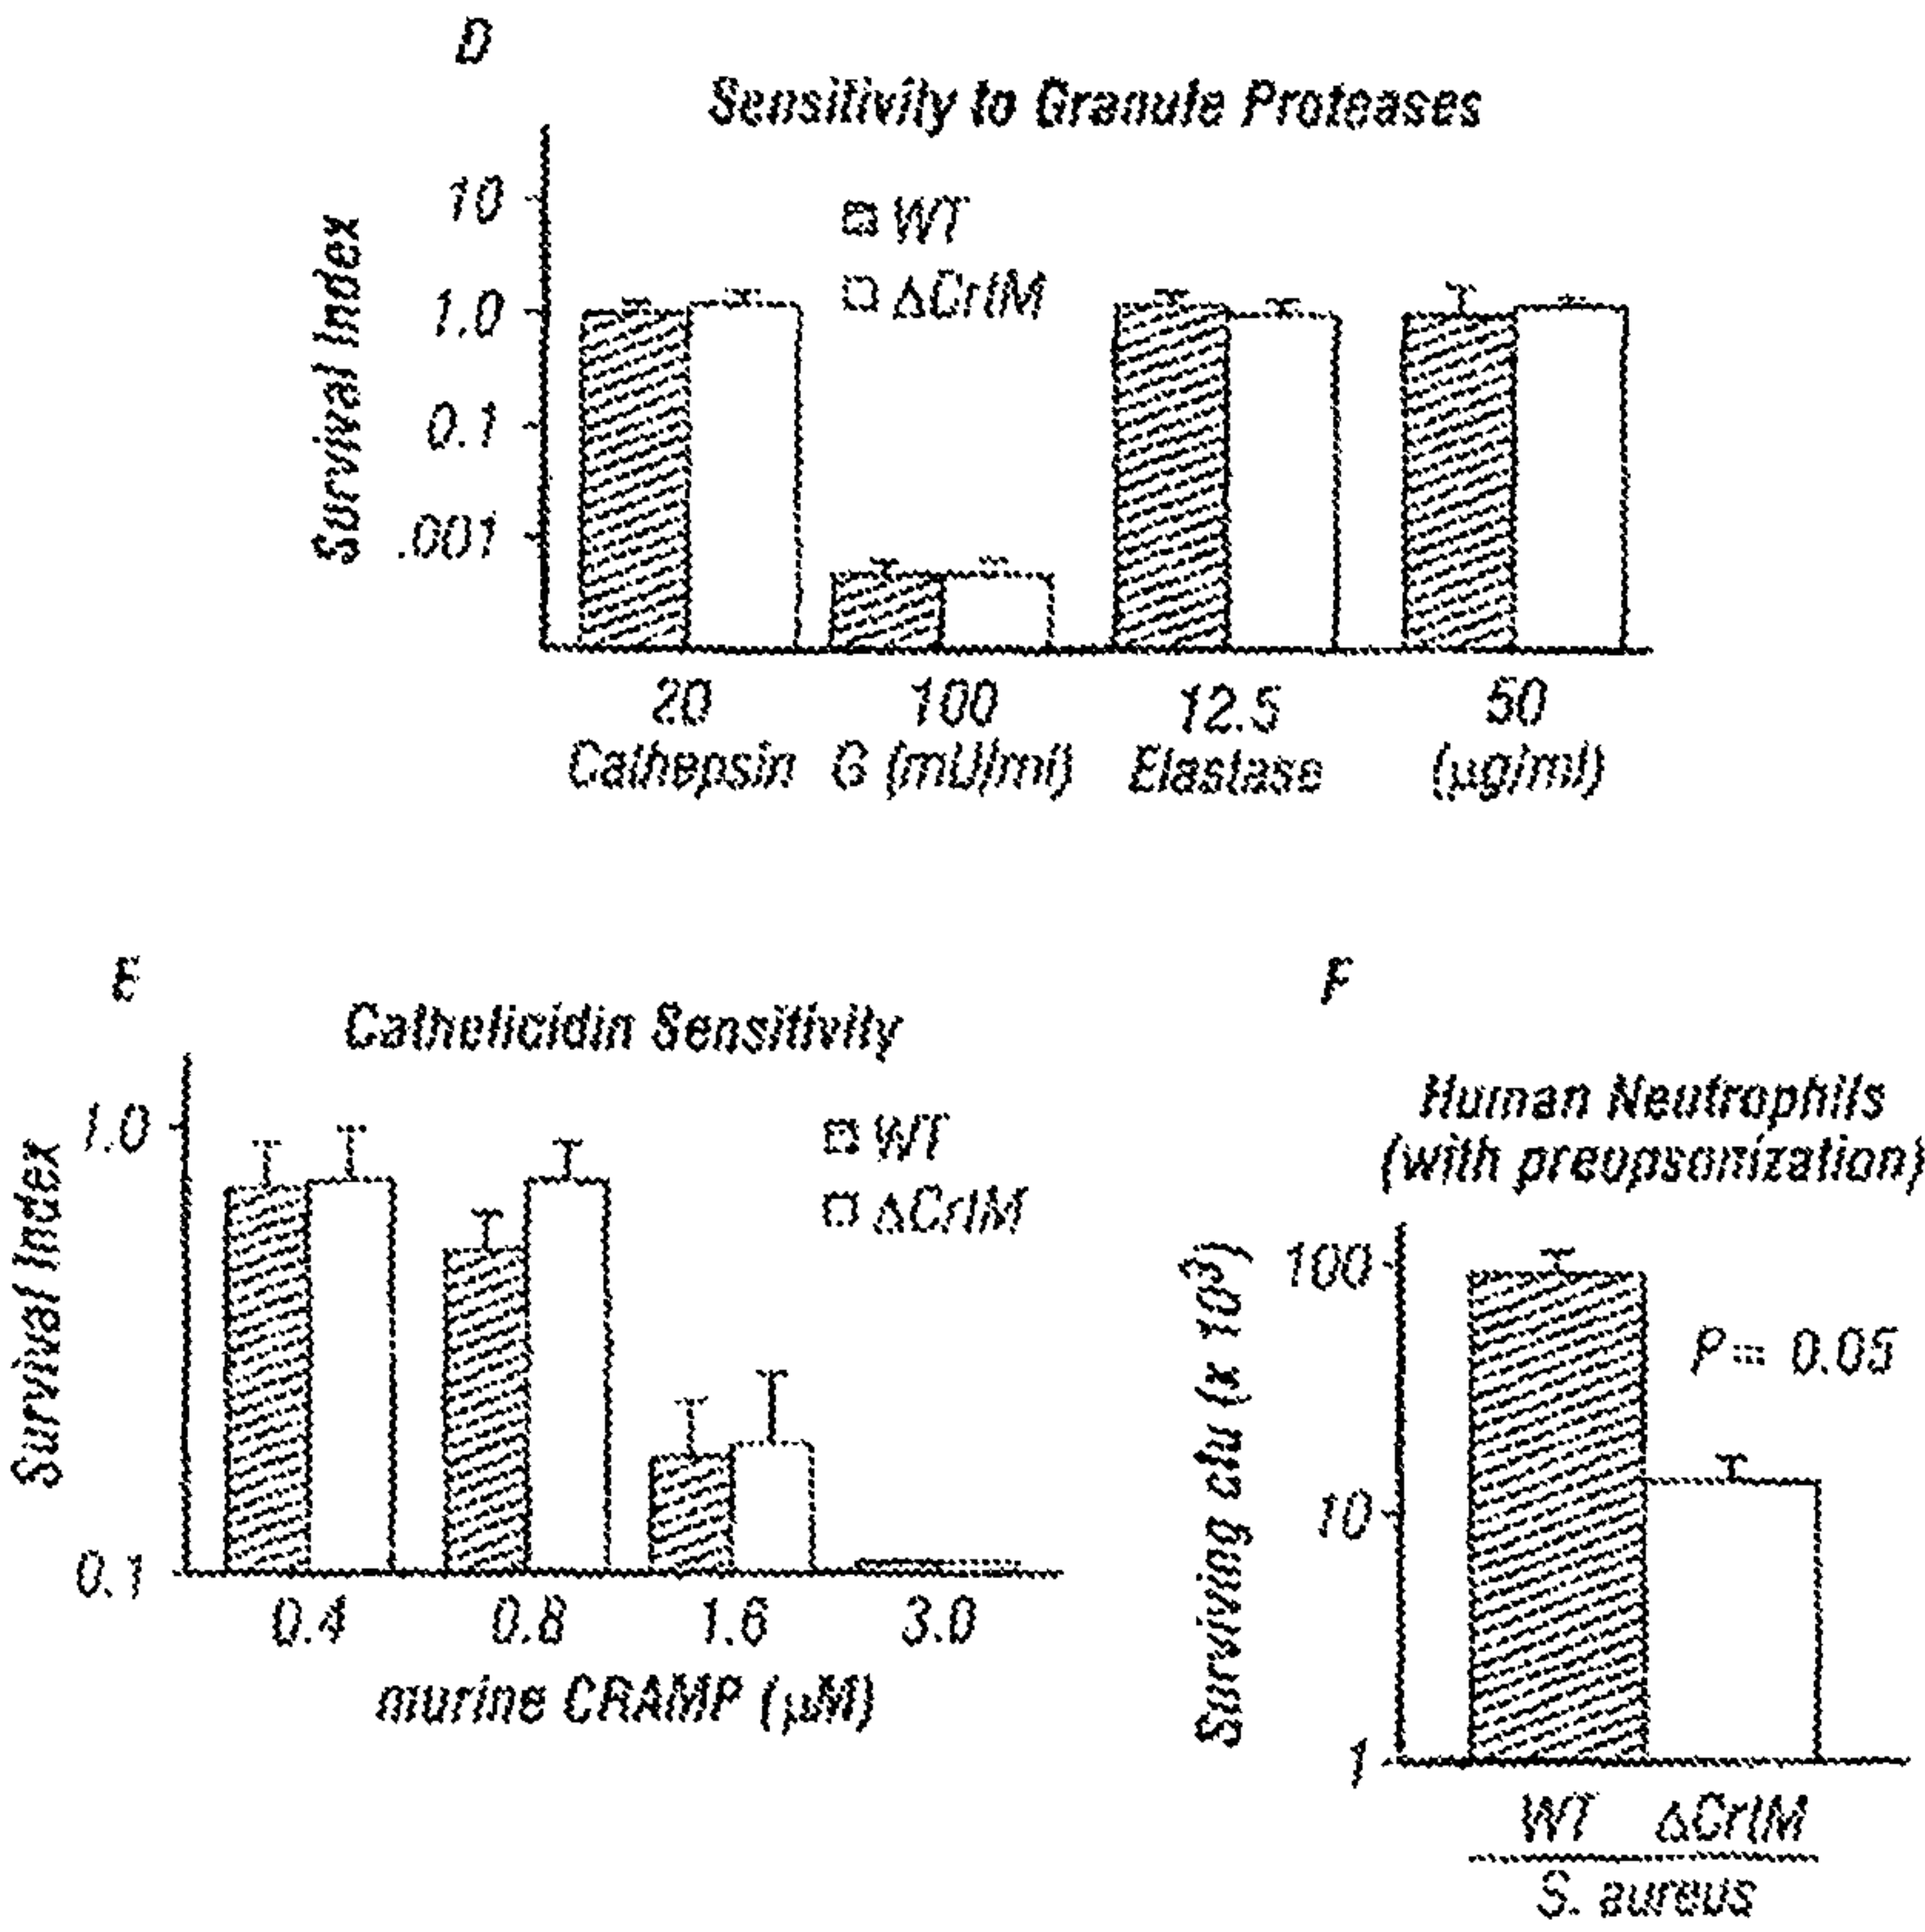 D
Sensitivity to Granule Proteases
Survival Index
10
1.0
0.1
.001
WT
ΔCrtM
20 100 12.5 50
Cathepsin G (mU/ml) Elastase (µg/ml)
E
Cathelicidin Sensitivity
Survival Index
1.0
0.1
WT
ΔCrtM
0.4 0.8 1.6 3.0
murine CRAMP (µM)
F
Human Neutrophils
(with preopsonization)
Surviving cfu (x 10³)
100
10
1
P = 0.05
WT ΔCrtM
S. aureus